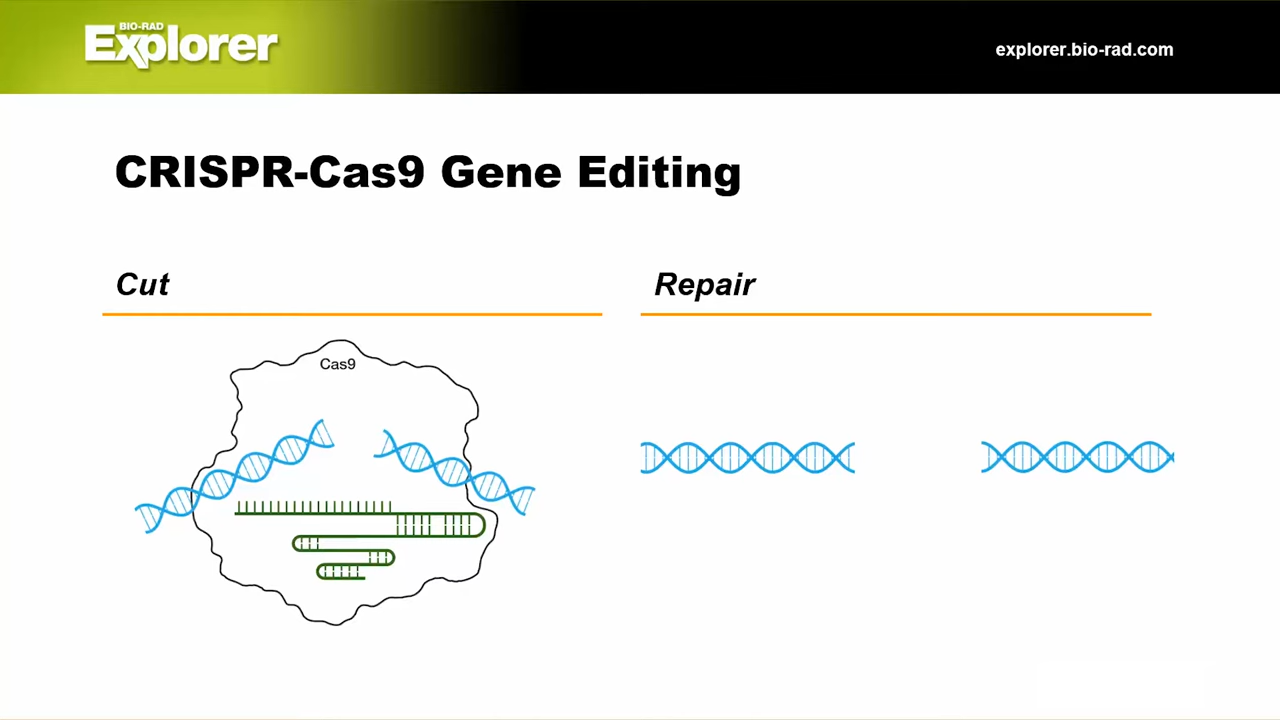 BIO-RAD
Explorer
explorer.bio-rad.com
CRISPR-Cas9 Gene Editing
Cut
Repair
Cas9